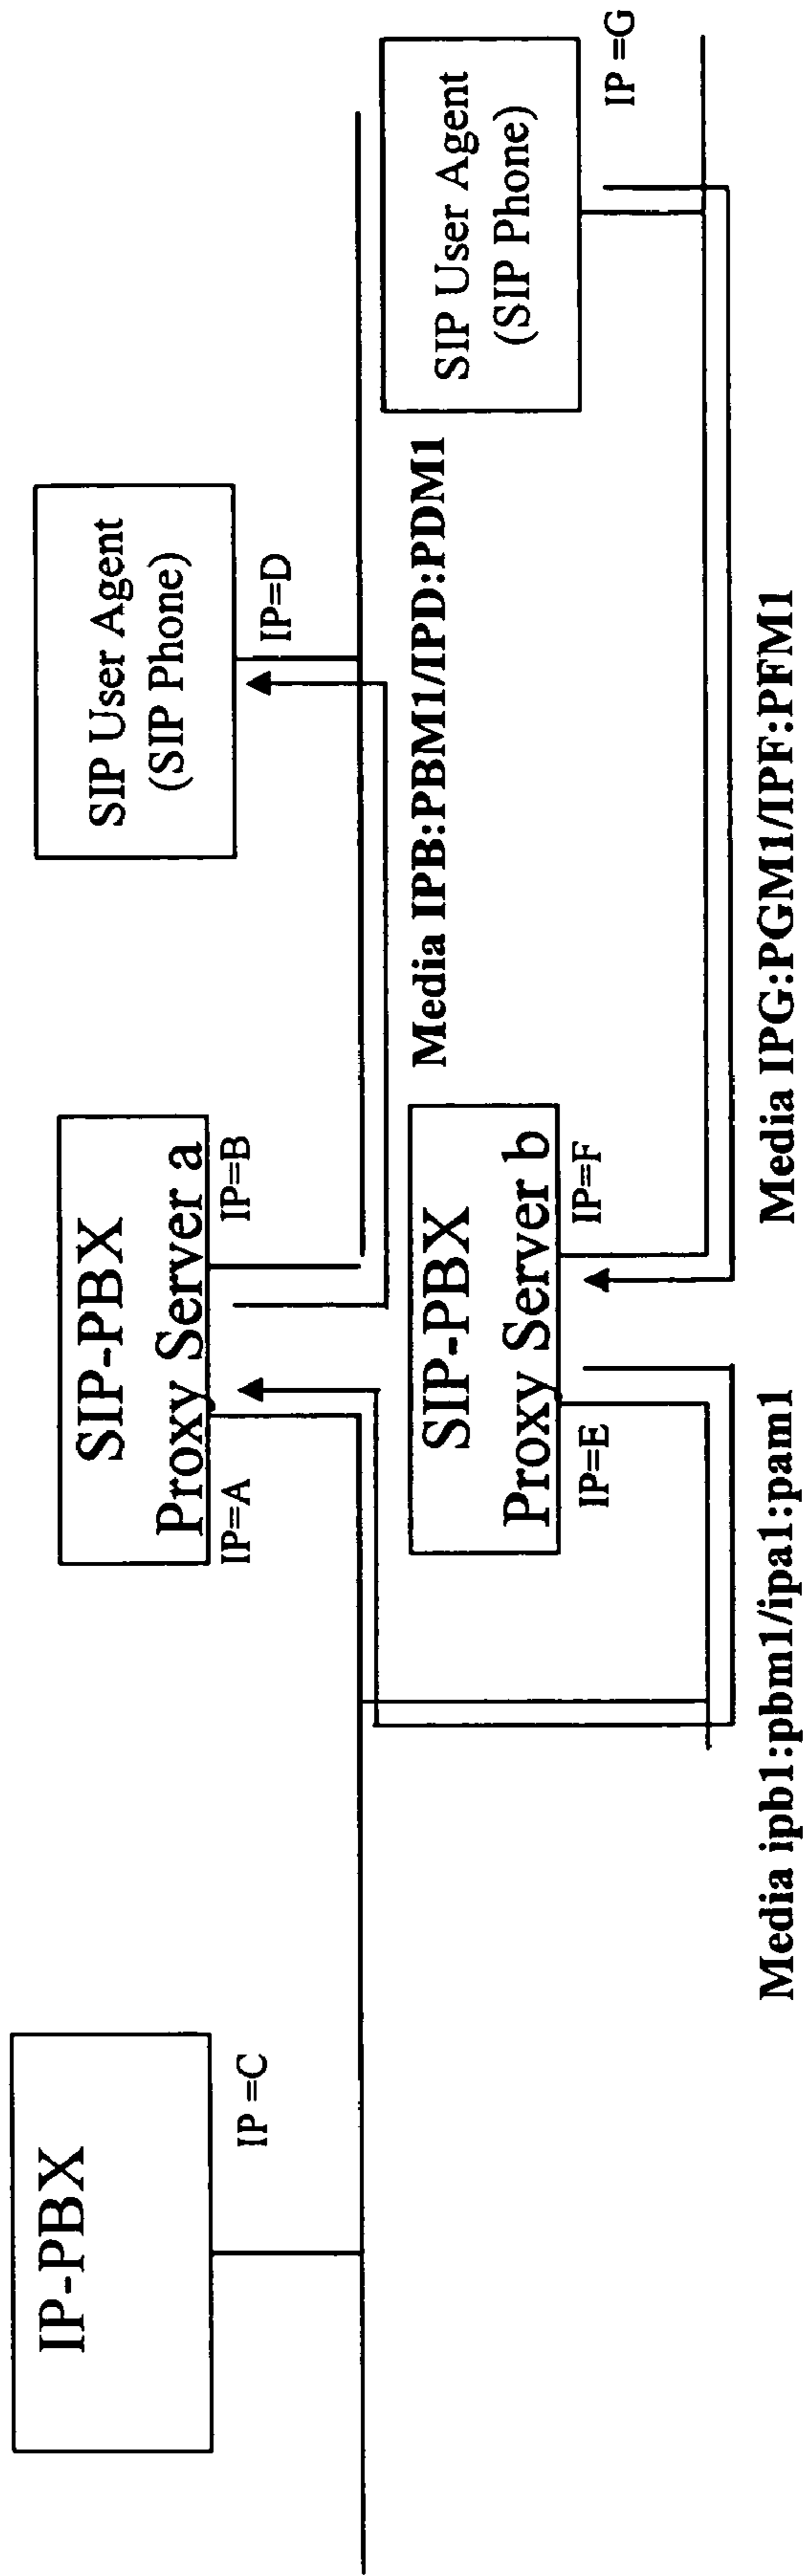 IP-PBX
IP =C
SIP-PBX
Proxy Server a
IP=A
IP=B
SIP User Agent
(SIP Phone)
IP=D
Media IPB:PBM1/IPD:PDM1
SIP-PBX
Proxy Server b
IP=E
IP=F
SIP User Agent
(SIP Phone)
IP =G
Media ipb1:pbm1/ipa1:pam1
Media IPG:PGM1/IPF:PFM1